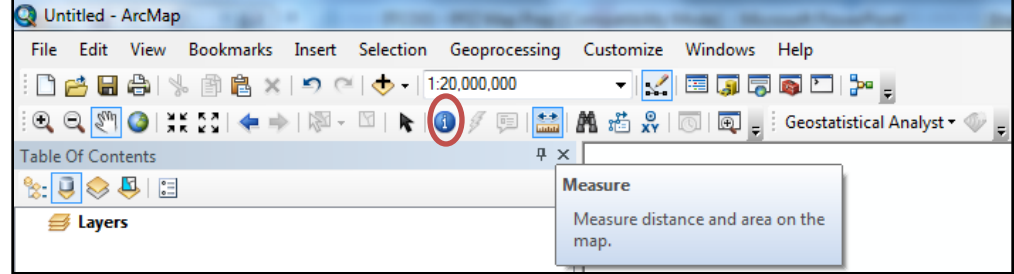 Untitled - ArcMap
File Edit View Bookmarks Insert Selection Geoprocessing Customize Windows Help
1:20,000,000
XY Geostatistical Analyst
Table Of Contents
Layers
Measure
Measure distance and area on the
map.